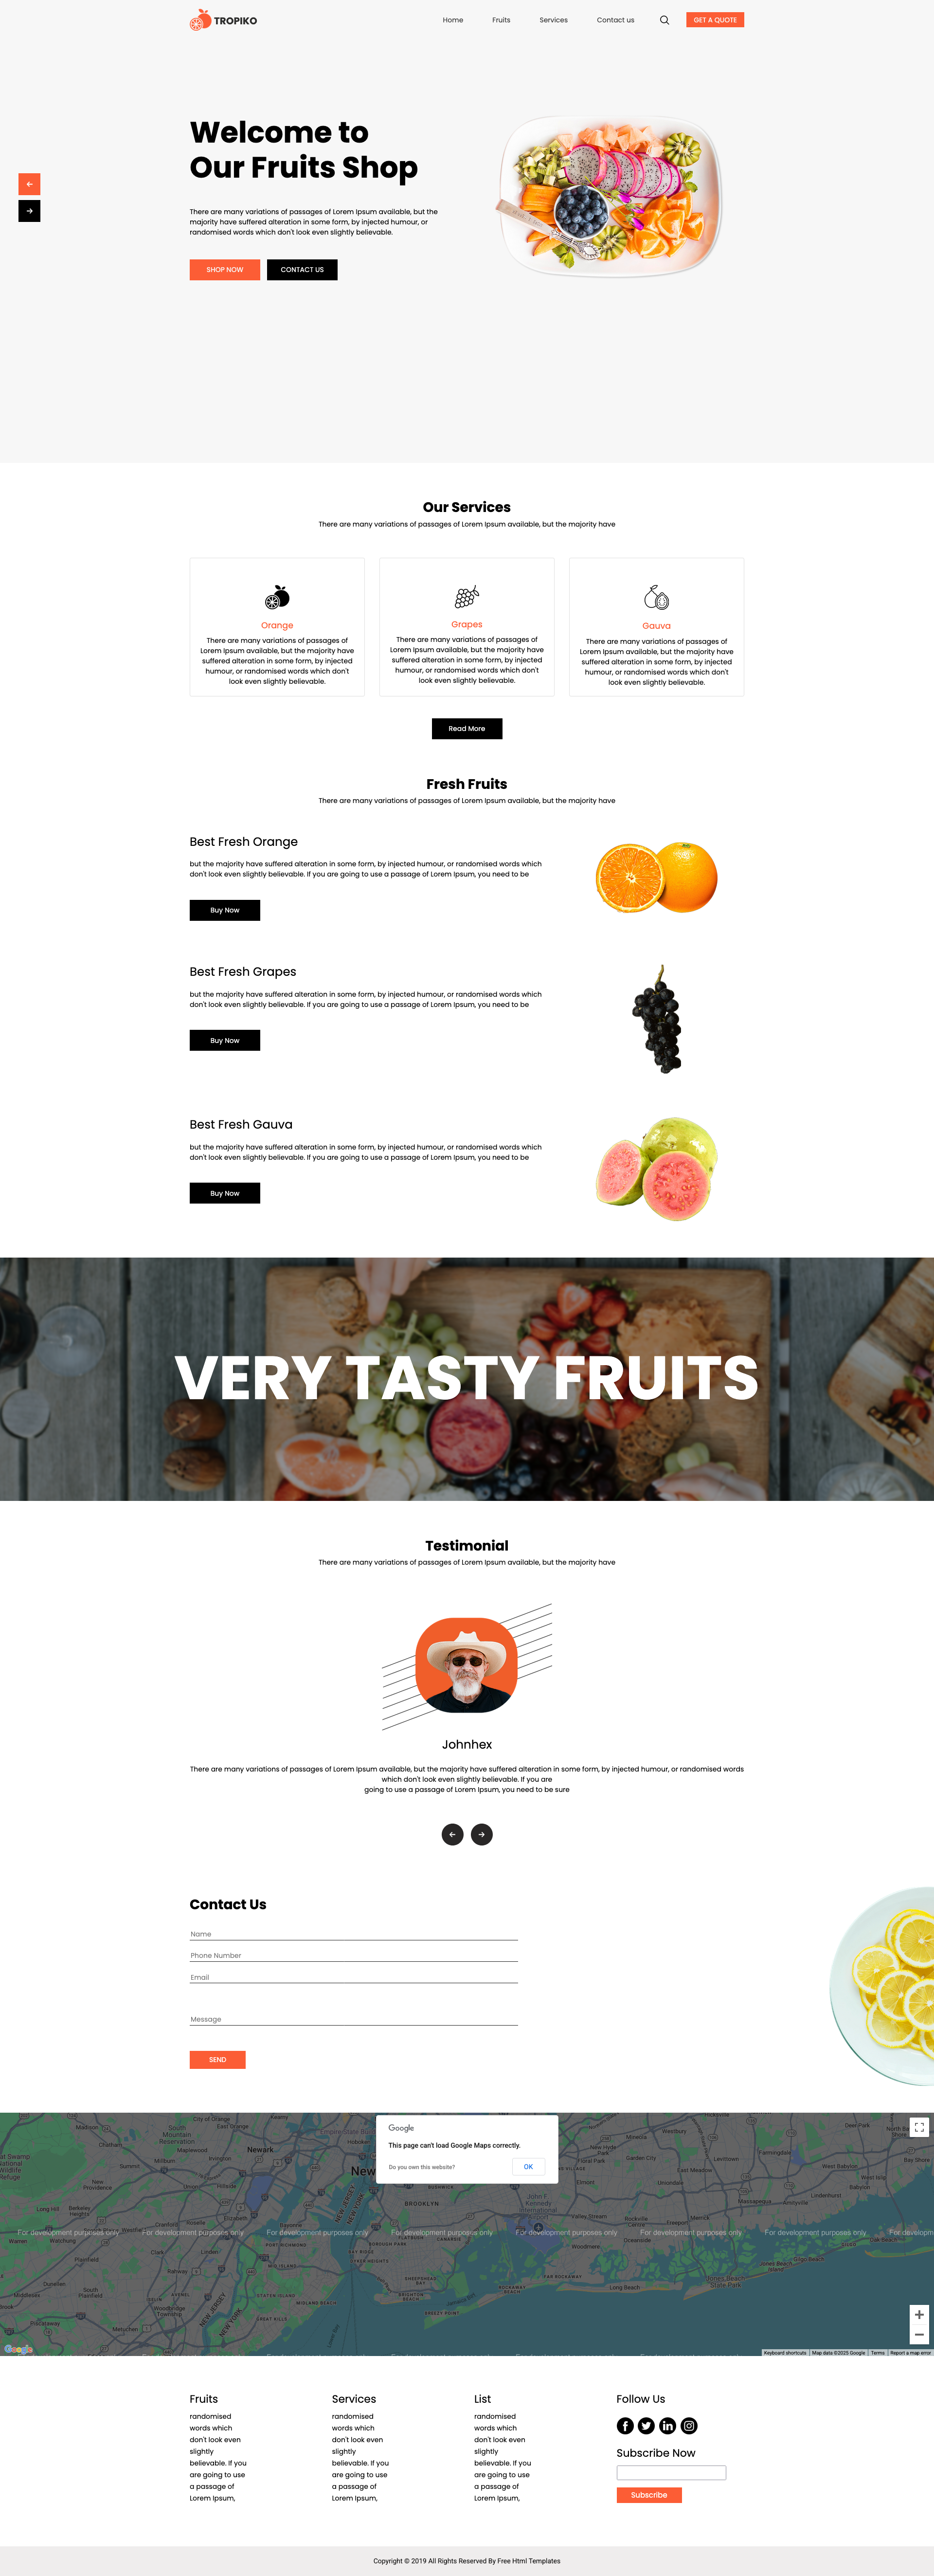 TROPIKO
Home
Fruits
Services
Contact us
GET A QUOTE
Welcome to
Our Fruits Shop
There are many variations of passages of Lorem Ipsum available, but the
majority have suffered alteration in some form, by injected humour, or
randomised words which don't look even slightly believable.
SHOP NOW
CONTACT US
Our Services
There are many variations of passages of Lorem Ipsum available, but the majority have
Orange
There are many variations of passages of
Lorem Ipsum available, but the majority have
suffered alteration in some form, by injected
humour, or randomised words which don't
look even slightly believable.
Grapes
There are many variations of passages of
Lorem Ipsum available, but the majority have
suffered alteration in some form, by injected
humour, or randomised words which don't
look even slightly believable.
Gauva
There are many variations of passages of
Lorem Ipsum available, but the majority have
suffered alteration in some form, by injected
humour, or randomised words which don't
look even slightly believable.
Read More
Fresh Fruits
There are many variations of passages of Lorem Ipsum available, but the majority have
Best Fresh Orange
but the majority have suffered alteration in some form, by injected humour, or randomised words which
don't look even slightly believable. If you are going to use a passage of Lorem Ipsum, you need to be
Buy Now
Best Fresh Grapes
but the majority have suffered alteration in some form, by injected humour, or randomised words which
don't look even slightly believable. If you are going to use a passage of Lorem Ipsum, you need to be
Buy Now
Best Fresh Gauva
but the majority have suffered alteration in some form, by injected humour, or randomised words which
don't look even slightly believable. If you are going to use a passage of Lorem Ipsum, you need to be
Buy Now
VERY TASTY FRUITS
Testimonial
There are many variations of passages of Lorem Ipsum available, but the majority have
Johnhex
There are many variations of passages of Lorem Ipsum available, but the majority have suffered alteration in some form, by injected humour, or randomised words
which don't look even slightly believable. If you are
going to use a passage of Lorem Ipsum, you need to be sure
Contact Us
Name
Phone Number
Email
Message
SEND
Google
This page can't load Google Maps correctly.
Do you own this website?
OK
Newark
New
BROOKLYN
John F
Kennedy
International
For development purposes only
For development purposes only
For development purposes only
For development purposes only
For development purposes only
For development purposes only
For development purposes only
Long Beach
Jones Beach
State Park
Google
Keyboard shortcuts
Map data ©2025 Google
Terms
Report a map error
Fruits
randomised
words which
don't look even
slightly
believable. If you
are going to use
a passage of
Lorem Ipsum,
Services
randomised
words which
don't look even
slightly
believable. If you
are going to use
a passage of
Lorem Ipsum,
List
randomised
words which
don't look even
slightly
believable. If you
are going to use
a passage of
Lorem Ipsum,
Follow Us
Subscribe Now
Subscribe
Copyright © 2019 All Rights Reserved By Free Html Templates